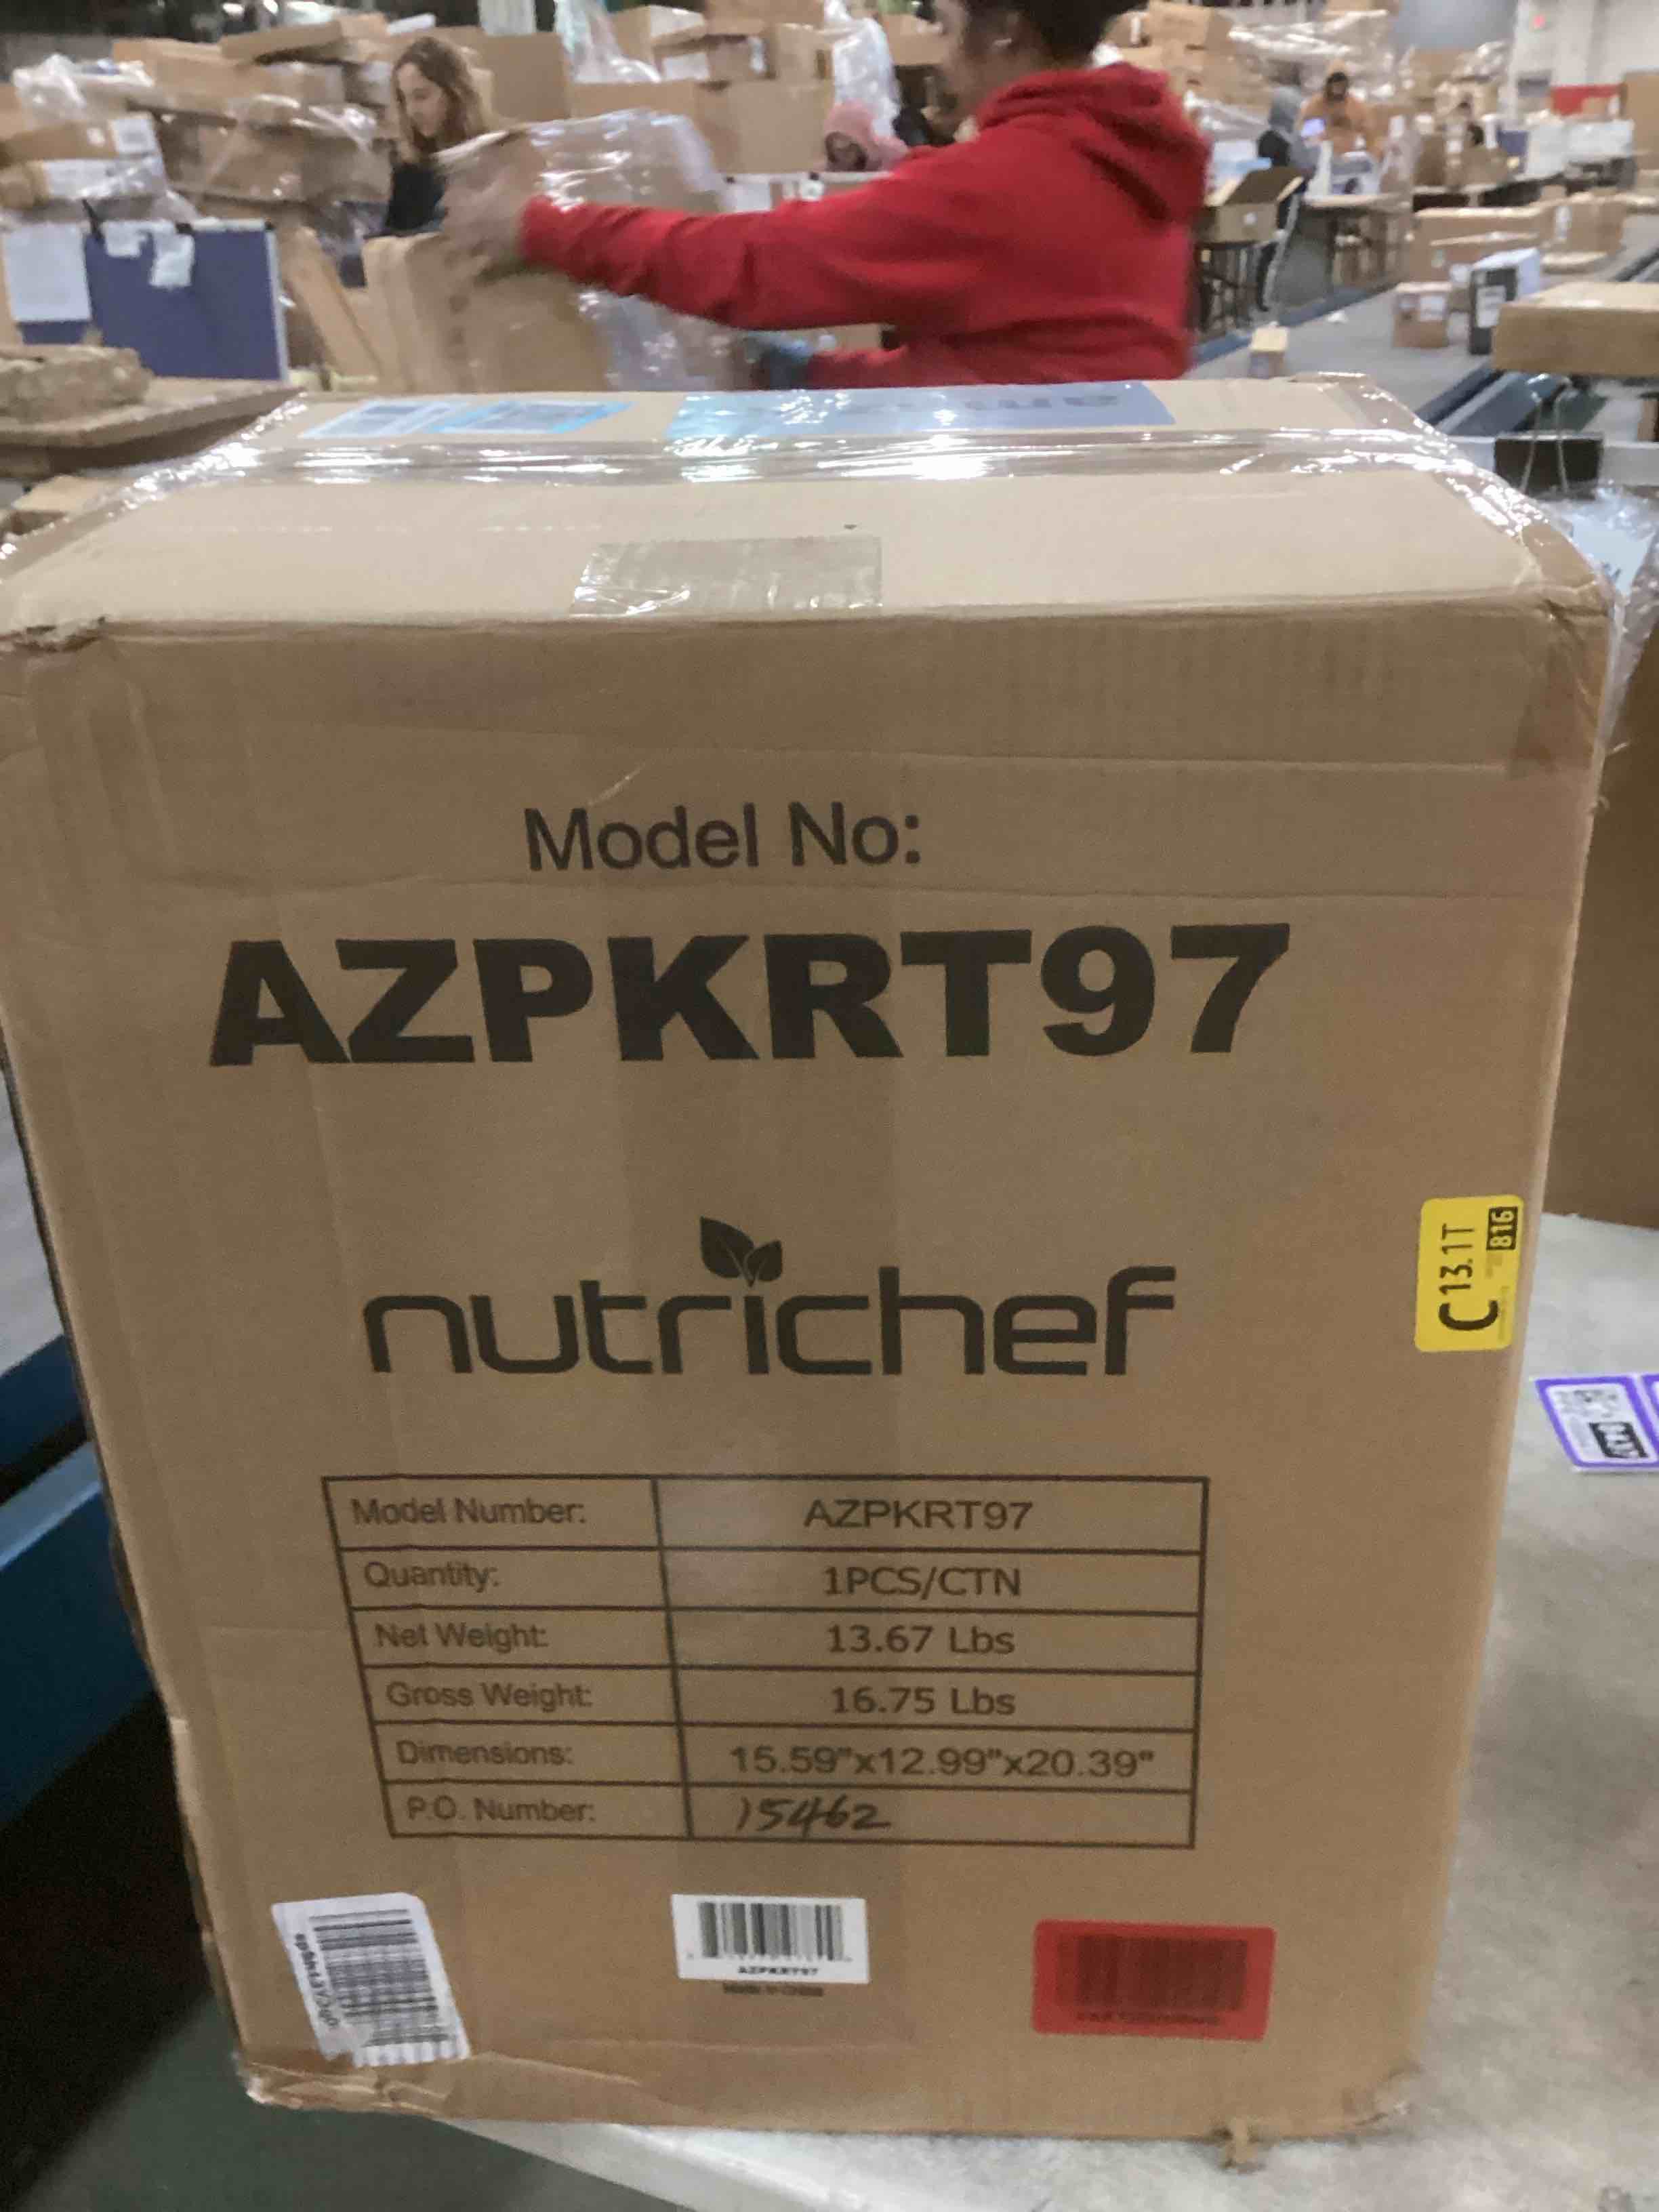 Model No:
AZPKRT97
nutrichef
C 13.1T 816
Model Number: AZPKRT97
Quantity: 1PCS/CTN
Net Weight: 13.67 Lbs
Gross Weight: 16.75 Lbs
Dimensions: 15.59"x12.99"x20.39"
P.O. Number: 15462
AZPKRT97